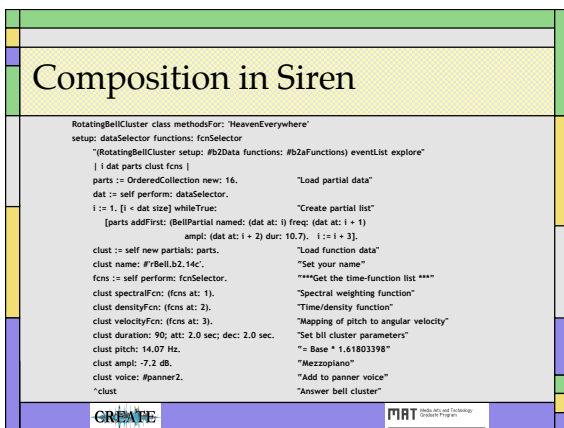 Composition in Siren
RotatingBellCluster class methodsFor: 'HeavenEverywhere'
setup: dataSelector functions: fcnSelector
"(RotatingBellCluster setup: #b2Data functions: #b2aFunctions) eventList explore"
| i dat parts clust fcns |
parts := OrderedCollection new: 16. "Load partial data"
dat := self perform: dataSelector.
i := 1. [i < dat size] whileTrue: "Create partial list"
[parts addFirst: (BellPartial named: (dat at: i) freq: (dat at: i + 1)
ampl: (dat at: i + 2) dur: 10.7). i := i + 3].
clust := self new partials: parts. "Load function data"
clust name: #'rBell.b2.14c'. "Set your name"
fcns := self perform: fcnSelector. "***Get the time-function list ***"
clust spectralFcn: (fcns at: 1). "Spectral weighting function"
clust densityFcn: (fcns at: 2). "Time/density function"
clust velocityFcn: (fcns at: 3). "Mapping of pitch to angular velocity"
clust duration: 90; att: 2.0 sec; dec: 2.0 sec. "Set bll cluster parameters"
clust pitch: 14.07 Hz. "= Base * 1.61803398"
clust ampl: -7.2 dB. "Mezzopiano"
clust voice: #panner2. "Add to panner voice"
^clust "Answer bell cluster"
CREATE
MAT Media Arts and Technology
Graduate Program